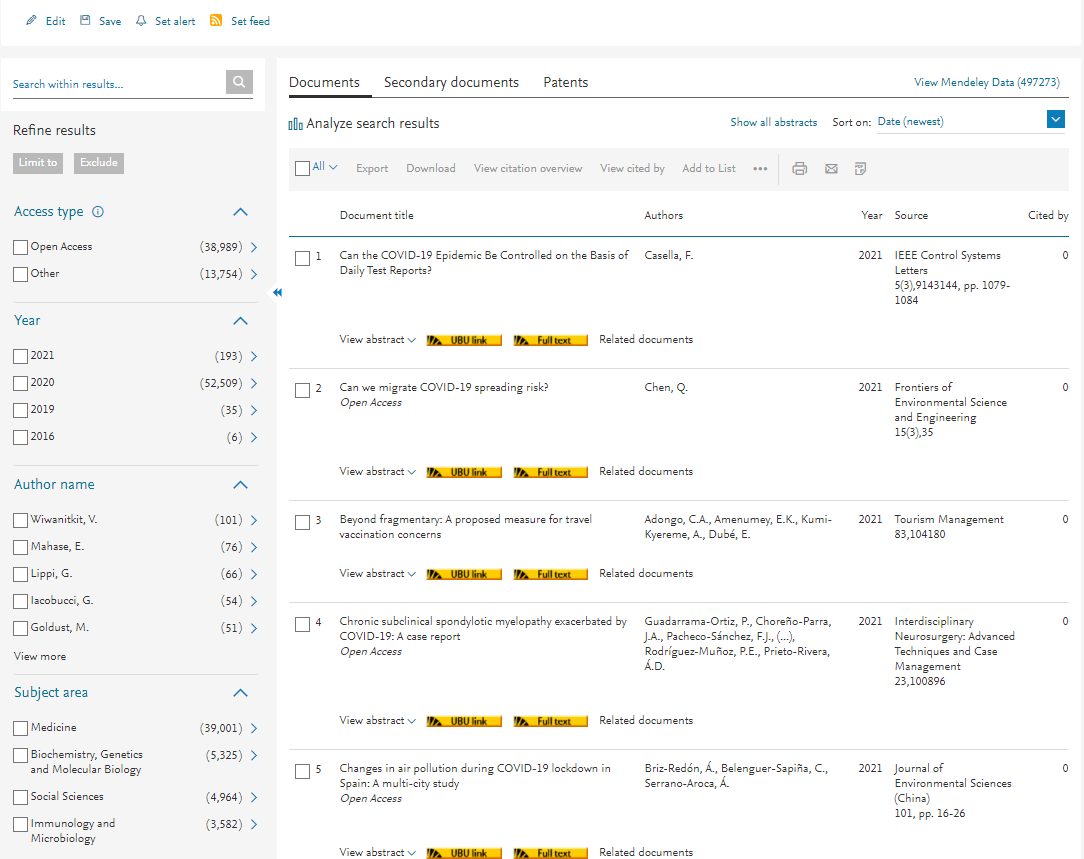 Edit Save Set alert Set feed
Search within results...
Refine results
Limit to Exclude
Access type
Open Access (38,989)
Other (13,754)
Year
2021 (193)
2020 (52,509)
2019 (35)
2016 (6)
Author name
Wiwanitkit, V. (101)
Mahase, E. (76)
Lippi, G. (66)
Iacobucci, G. (54)
Goldust, M. (51)
View more
Subject area
Medicine (39,001)
Biochemistry, Genetics (5,325)
and Molecular Biology
Social Sciences (4,964)
Immunology and (3,582)
Microbiology
Documents Secondary documents Patents View Mendeley Data (497273)
Analyze search results Show all abstracts Sort on: Date (newest)
All Export Download View citation overview View cited by Add to List •••
Document title Authors Year Source Cited by
1 Can the COVID-19 Epidemic Be Controlled on the Basis of Casella, F. 2021 IEEE Control Systems 0
Daily Test Reports? Letters
5(3),9143144, pp. 1079-
1084
View abstract UBU link Full text Related documents
2 Can we migrate COVID-19 spreading risk? Chen, Q. 2021 Frontiers of 0
Open Access Environmental Science
and Engineering
15(3),35
View abstract UBU link Full text Related documents
3 Beyond fragmentary: A proposed measure for travel Adongo, C.A., Amenumey, E.K., Kumi- 2021 Tourism Management 0
vaccination concerns Kyereme, A., Dubé, E. 83,104180
View abstract UBU link Full text Related documents
4 Chronic subclinical spondylotic myelopathy exacerbated by Guadarrama-Ortiz, P., Choreño-Parra, 2021 Interdisciplinary 0
COVID-19: A case report J.A., Pacheco-Sánchez, F.J., (...), Neurosurgery: Advanced
Open Access Rodríguez-Muñoz, P.E., Prieto-Rivera, Techniques and Case
Á.D. Management
23,100896
View abstract UBU link Full text Related documents
5 Changes in air pollution during COVID-19 lockdown in Briz-Redón, Á., Belenguer-Sapiña, C., 2021 Journal of 0
Spain: A multi-city study Serrano-Aroca, Á. Environmental Sciences
Open Access (China)
101, pp. 16-26
View abstract UBU link Full text Related documents